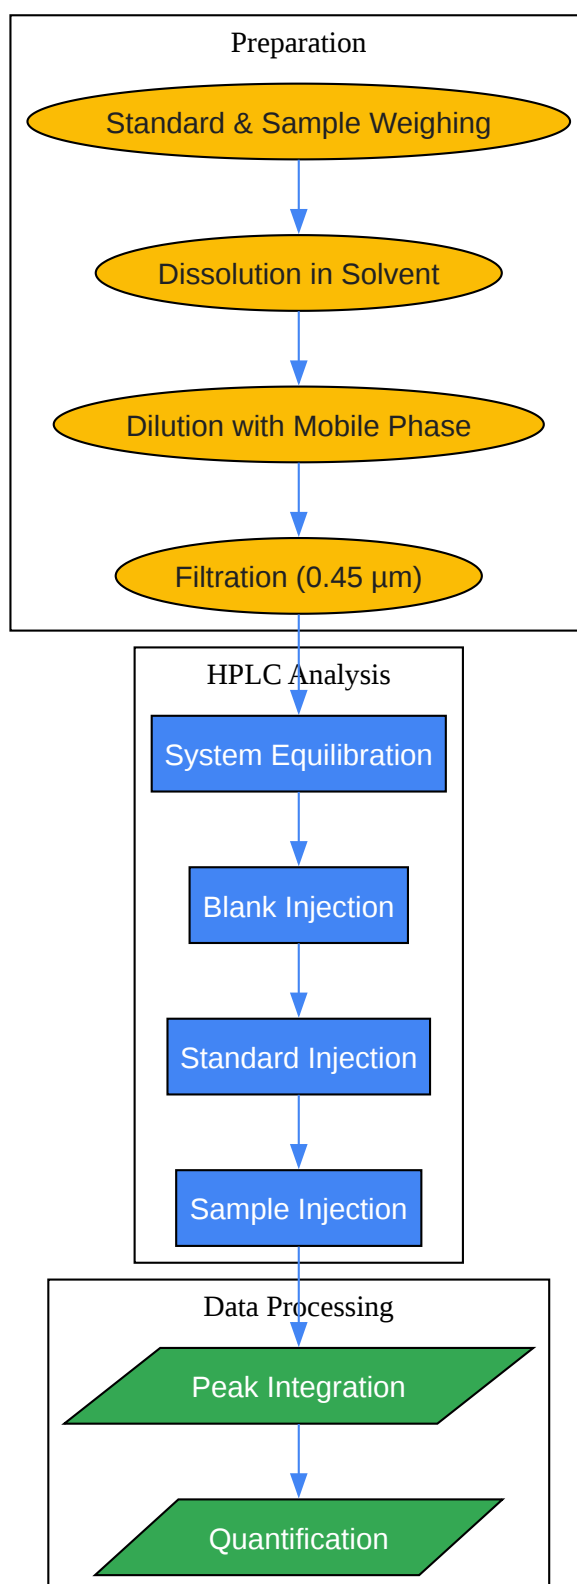 Preparation
Standard & Sample Weighing
Dissolution in Solvent
Dilution with Mobile Phase
Filtration (0.45 µm)
HPLC Analysis
System Equilibration
Blank Injection
Standard Injection
Sample Injection
Data Processing
Peak Integration
Quantification